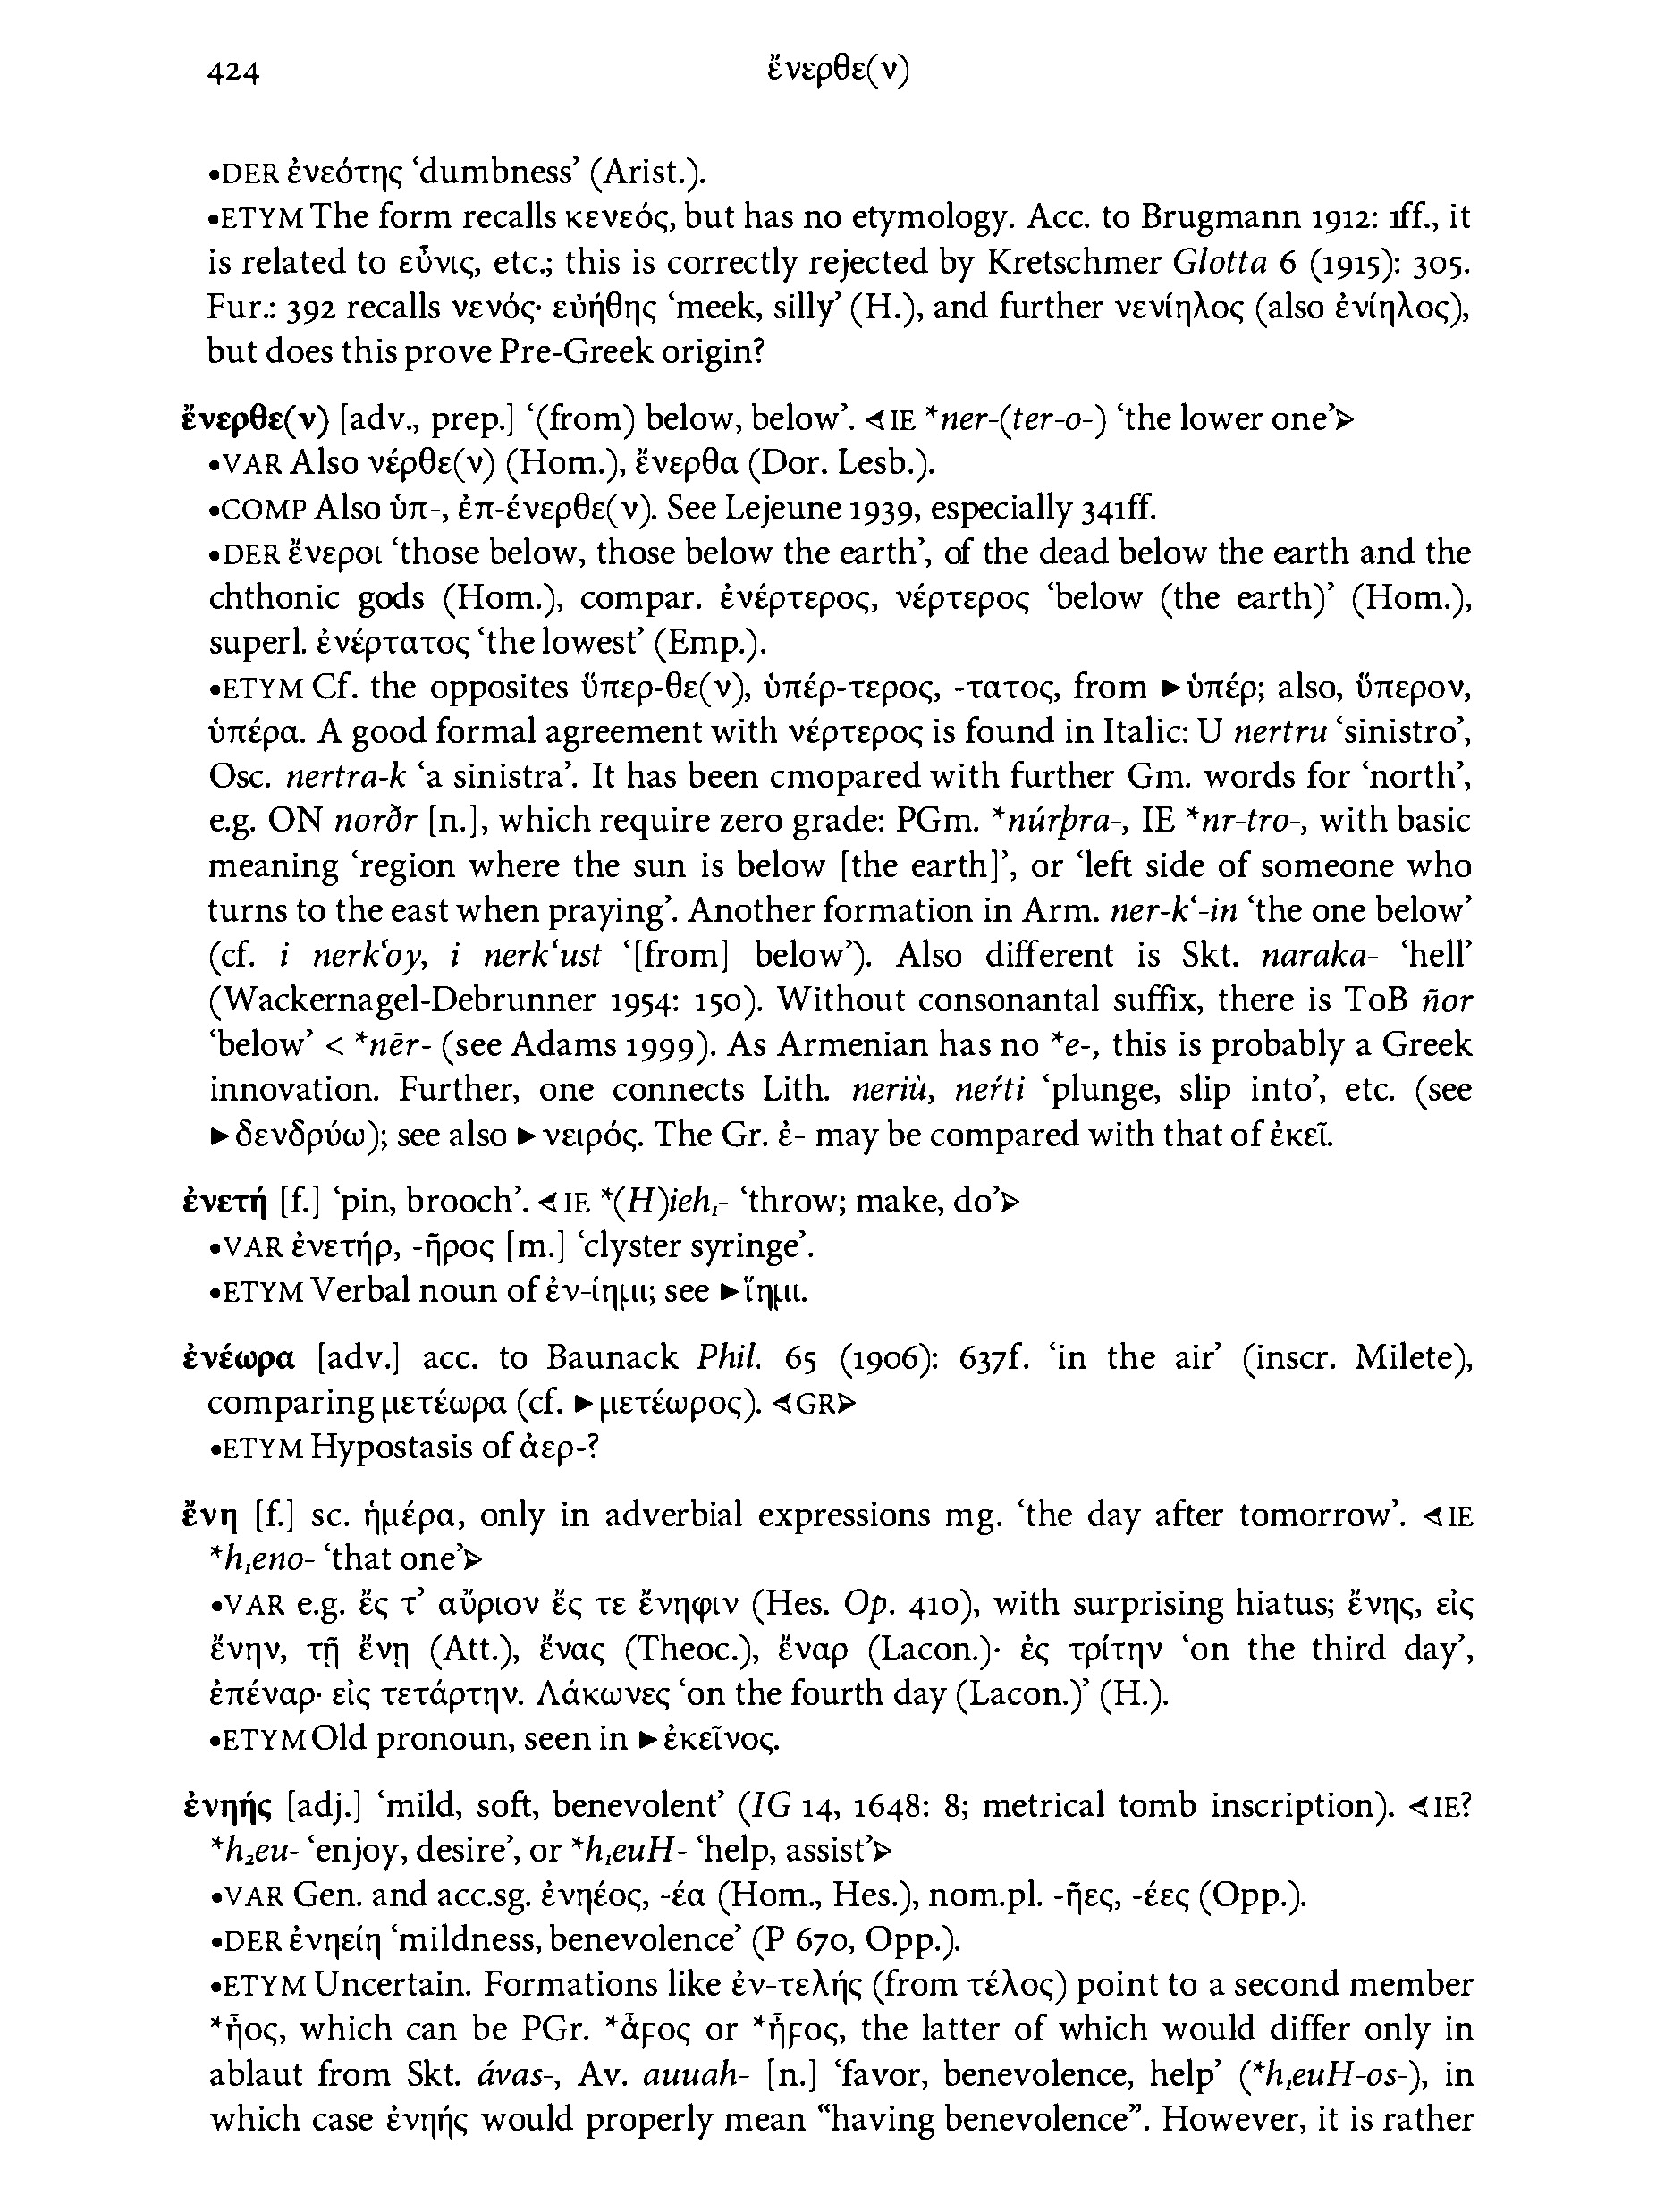 424 ἔνερθε(ν)
•DER ἐνεότης ‘dumbness’ (Arist.).
•ETYM The form recalls κενεός, but has no etymology. Acc. to Brugmann 1912: 1ff., it
is related to εὖνις, etc.; this is correctly rejected by Kretschmer Glotta 6 (1915): 305.
Fur.: 392 recalls νενός· εὐήθης ‘meek, silly’ (H.), and further νενίηλος (also ἐνίηλος),
but does this prove Pre-Greek origin?
ἔνερθε(ν) [adv., prep.] ‘(from) below, below’. ⊲IE *ner-(ter-o-) ‘the lower one’⊳
•VAR Also νέρθε(ν) (Hom.), ἔνερθα (Dor. Lesb.).
•COMP Also ὑπ-, ἐπ-ένερθε(ν). See Lejeune 1939, especially 341ff.
•DER ἔνεροι ‘those below, those below the earth’, of the dead below the earth and the
chthonic gods (Hom.), compar. ἐνέρτερος, νέρτερος ‘below (the earth)’ (Hom.),
superl. ἐνέρτατος ‘the lowest’ (Emp.).
•ETYM Cf. the opposites ὕπερ-θε(ν), ὑπέρ-τερος, -τατος, from ►ὑπέρ; also, ὕπερον,
ὑπέρα. A good formal agreement with νέρτερος is found in Italic: U nertru ‘sinistro’,
Osc. nertra-k ‘a sinistra’. It has been cmopared with further Gm. words for ‘north’,
e.g. ON norðr [n.], which require zero grade: PGm. *núrþra-, IE *nr-tro-, with basic
meaning ‘region where the sun is below [the earth]’, or ‘left side of someone who
turns to the east when praying’. Another formation in Arm. ner-k‘-in ‘the one below’
(cf. i nerk‘oy, i nerk‘ust ‘[from] below’). Also different is Skt. naraka- ‘hell’
(Wackernagel-Debrunner 1954: 150). Without consonantal suffix, there is ToB ñor
‘below’ < *nēr- (see Adams 1999). As Armenian has no *e-, this is probably a Greek
innovation. Further, one connects Lith. neriù, ner̃ti ‘plunge, slip into’, etc. (see
►δενδρύω); see also ►νειρός. The Gr. ἐ- may be compared with that of ἐκεῖ.
ἐνετή [f.] ‘pin, brooch’. ⊲IE *(H)ieh₁- ‘throw; make, do’⊳
•VAR ἐνετήρ, -ῆρος [m.] ‘clyster syringe’.
•ETYM Verbal noun of ἐν-ίημι; see ►ἵημι.
ἐνέωρα [adv.] acc. to Baunack Phil. 65 (1906): 637f. ‘in the air’ (inscr. Milete),
comparing μετέωρα (cf. ►μετέωρος). ⊲GR⊳
•ETYM Hypostasis of ἀερ-?
ἔνη [f.] sc. ἡμέρα, only in adverbial expressions mg. ‘the day after tomorrow’. ⊲IE
*h₁eno- ‘that one’⊳
•VAR e.g. ἔς τ’ αὔριον ἔς τε ἔνηφιν (Hes. Op. 410), with surprising hiatus; ἔνης, εἰς
ἔνην, τῇ ἔνῃ (Att.), ἔνας (Theoc.), ἔναρ (Lacon.)· ἐς τρίτην ‘on the third day’,
ἐπέναρ· εἰς τετάρτην. Λάκωνες ‘on the fourth day (Lacon.)’ (H.).
•ETYM Old pronoun, seen in ►ἐκεῖνος.
ἐνηής [adj.] ‘mild, soft, benevolent’ (IG 14, 1648: 8; metrical tomb inscription). ⊲IE?
*h₂eu- ‘enjoy, desire’, or *h₁euH- ‘help, assist’⊳
•VAR Gen. and acc.sg. ἐνηέος, -έα (Hom., Hes.), nom.pl. -ῆες, -έες (Opp.).
•DER ἐνηείη ‘mildness, benevolence’ (P 670, Opp.).
•ETYM Uncertain. Formations like ἐν-τελής (from τέλος) point to a second member
*ἦος, which can be PGr. *ἆϝος or *ἦϝος, the latter of which would differ only in
ablaut from Skt. ávas-, Av. auuah- [n.] ‘favor, benevolence, help’ (*h₁euH-os-), in
which case ἐνηής would properly mean “having benevolence”. However, it is rather